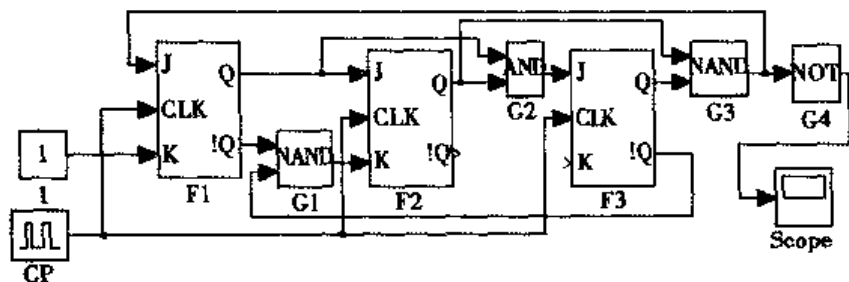 J Q
CLK
K !Q
F1
NAND
G1
J Q
CLK
K !Q
F2
AND
G2
J Q
CLK
K !Q
F3
NAND
G3
NOT
G4
Scope
1
1
CP